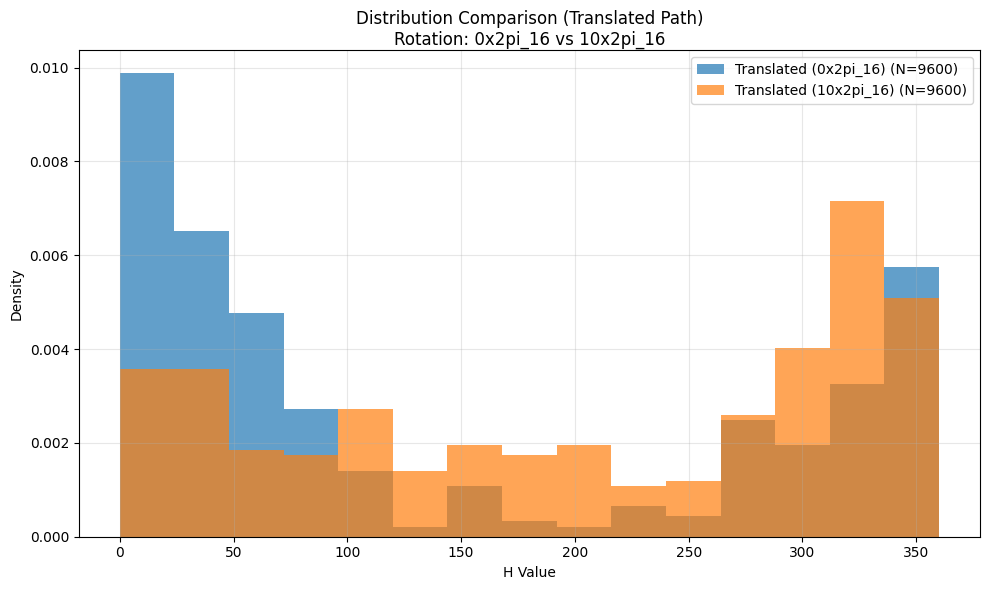 Distribution Comparison (Translated Path)
Rotation: 0x2pi_16 vs 10x2pi_16
Translated (0x2pi_16) (N=9600)
Translated (10x2pi_16) (N=9600)
Density
0.010
0.008
0.006
0.004
0.002
0.000
0 50 100 150 200 250 300 350
H Value